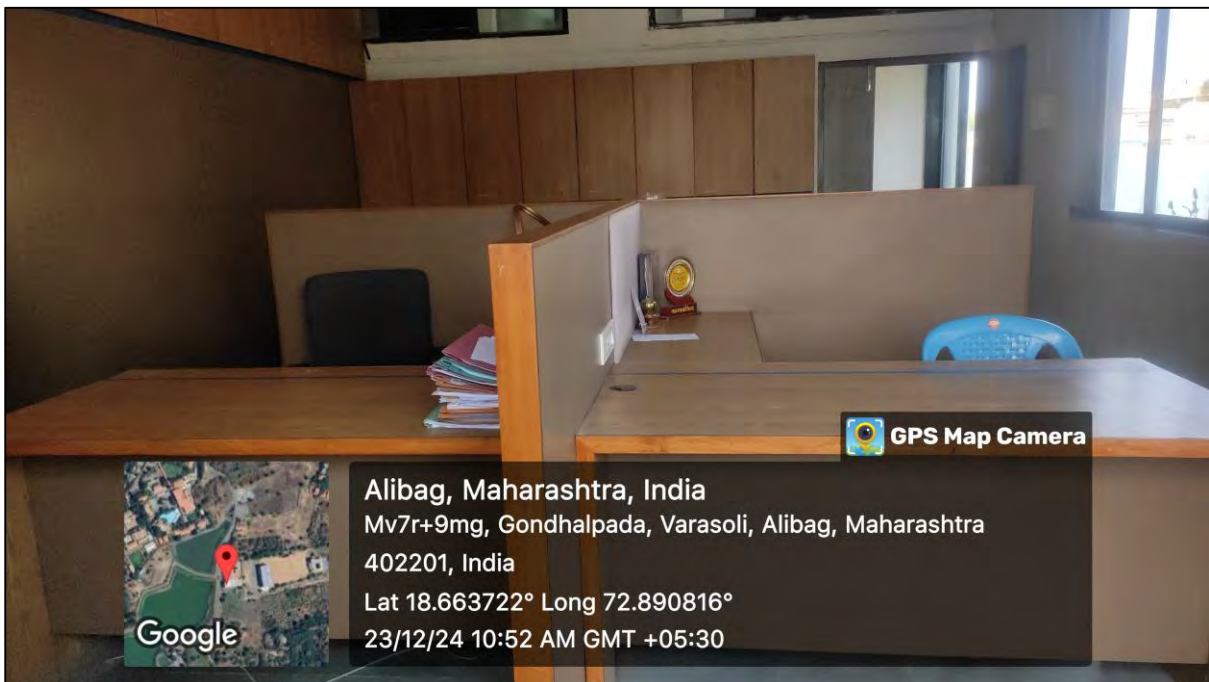 GPS Map Camera
Alibag, Maharashtra, India
Mv7r+9mg, Gondhalpada, Varasoli, Alibag, Maharashtra
402201, India
Lat 18.663722° Long 72.890816°
23/12/24 10:52 AM GMT +05:30
Google